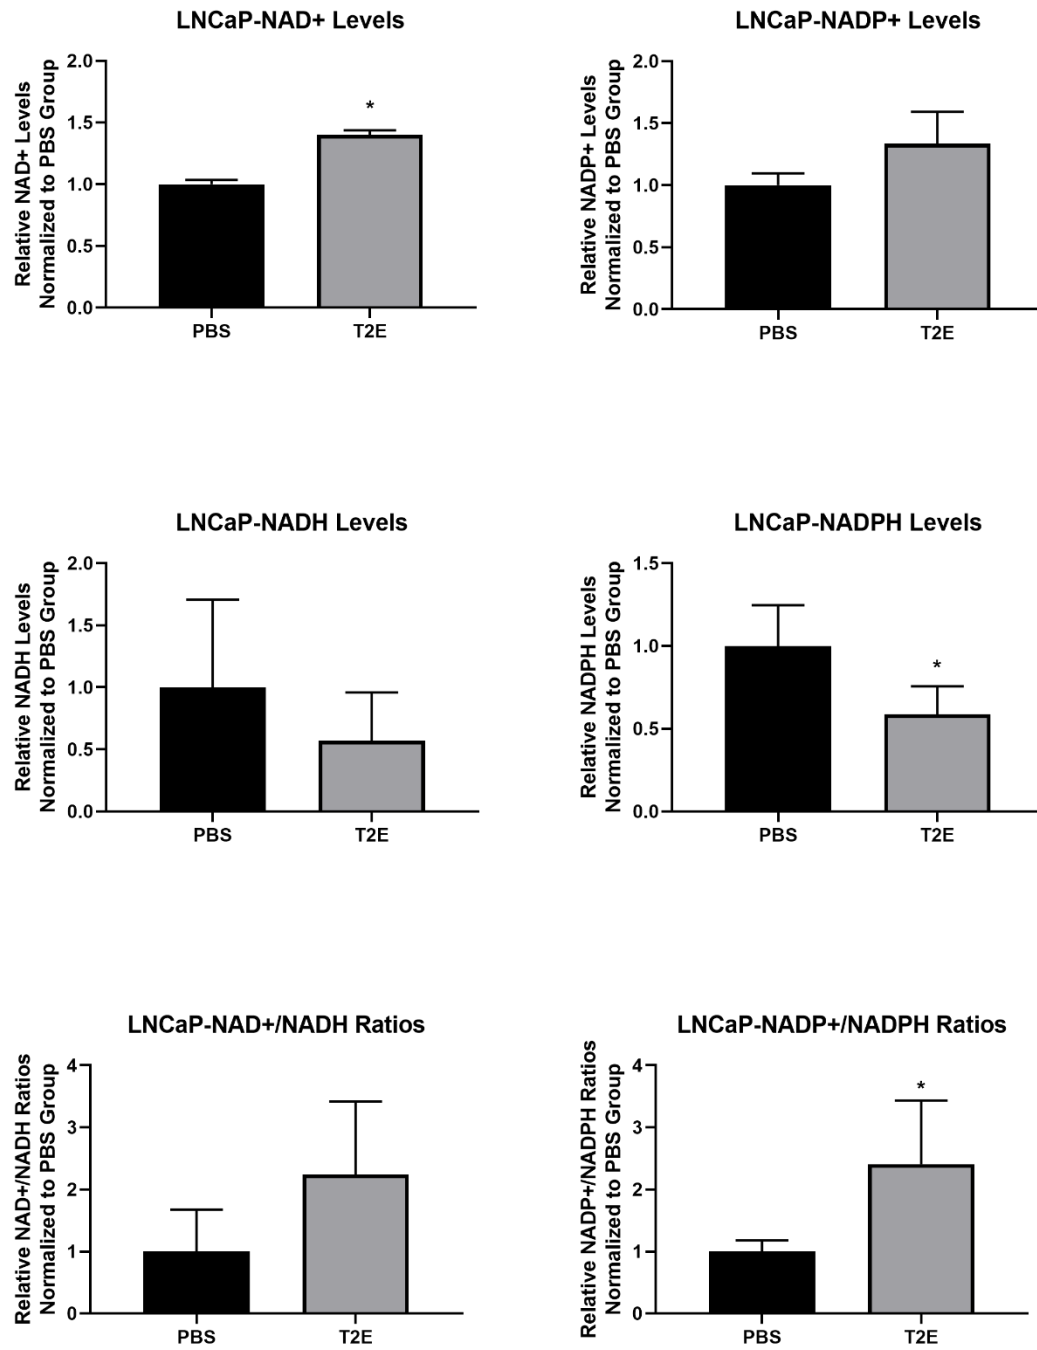 LNCaP-NAD+ Levels
Relative NAD+ Levels
Normalized to PBS Group
2.0
1.5
1.0
0.5
0.0
*
PBS T2E
LNCaP-NADP+ Levels
Relative NADP+ Levels
Normalized to PBS Group
2.0
1.5
1.0
0.5
0.0
PBS T2E
LNCaP-NADH Levels
Relative NADH Levels
Normalized to PBS Group
2.0
1.5
1.0
0.5
0.0
PBS T2E
LNCaP-NADPH Levels
Relative NADPH Levels
Normalized to PBS Group
1.5
1.0
0.5
0.0
*
PBS T2E
LNCaP-NAD+/NADH Ratios
Relative NAD+/NADH Ratios
Normalized to PBS Group
4
3
2
1
0
PBS T2E
LNCaP-NADP+/NADPH Ratios
Relative NADP+/NADPH Ratios
Normalized to PBS Group
4
3
2
1
0
*
PBS T2E